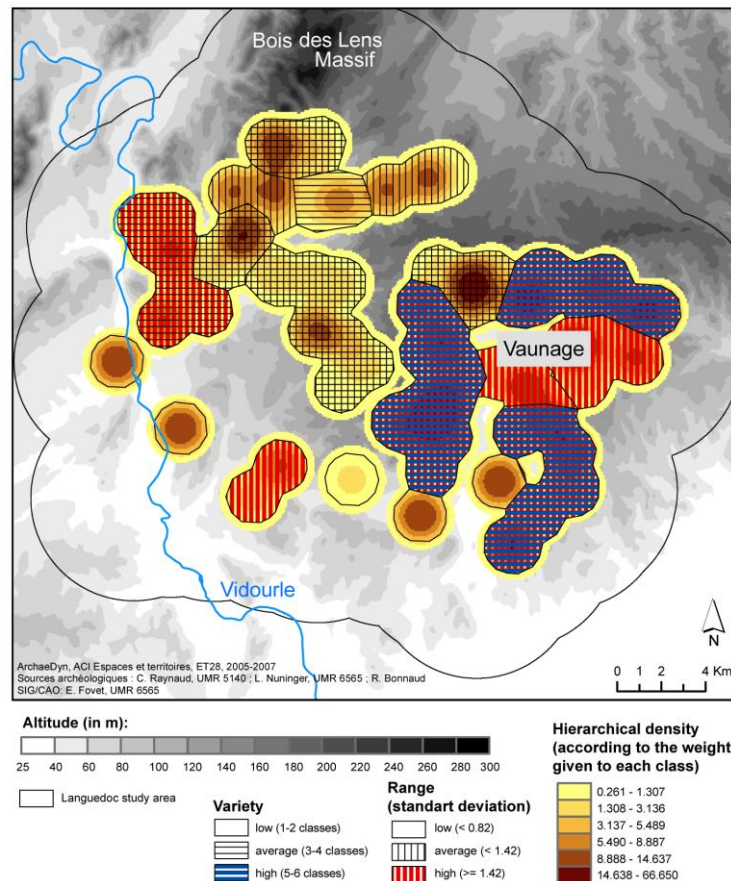 Bois des Lens
Massif
Vaunage
Vidourle
N
ArchaeDyn, ACI Espaces et territoires, ET28, 2005-2007
Sources archéologiques : C. Raynaud, UMR 5140 ; L. Nuninger, UMR 6565 ; R. Bonnaud
SIG/CAO: E. Fovet, UMR 6565
0 1 2 4 Km
Altitude (in m):
25 40 60 80 100 120 140 160 180 200 220 240 260 280 300
Languedoc study area
Variety
low (1-2 classes)
average (3-4 classes)
high (5-6 classes)
Range
(standart deviation)
low (< 0.82)
average (< 1.42)
high (>= 1.42)
Hierarchical density
(according to the weight
given to each class)
0.261 - 1.307
1.308 - 3.136
3.137 - 5.489
5.490 - 8.887
8.888 - 14.637
14.638 - 66.650